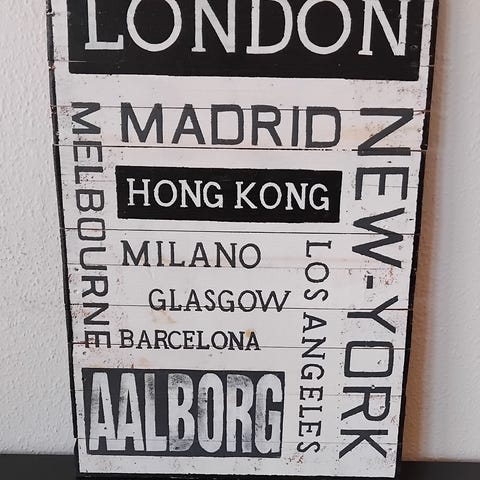 LONDON
MELBOURNE
MADRID
HONG KONG
MILANO
GLASGOW
BARCELONA
AALBORG
LOS ANGELES
NEW-YORK